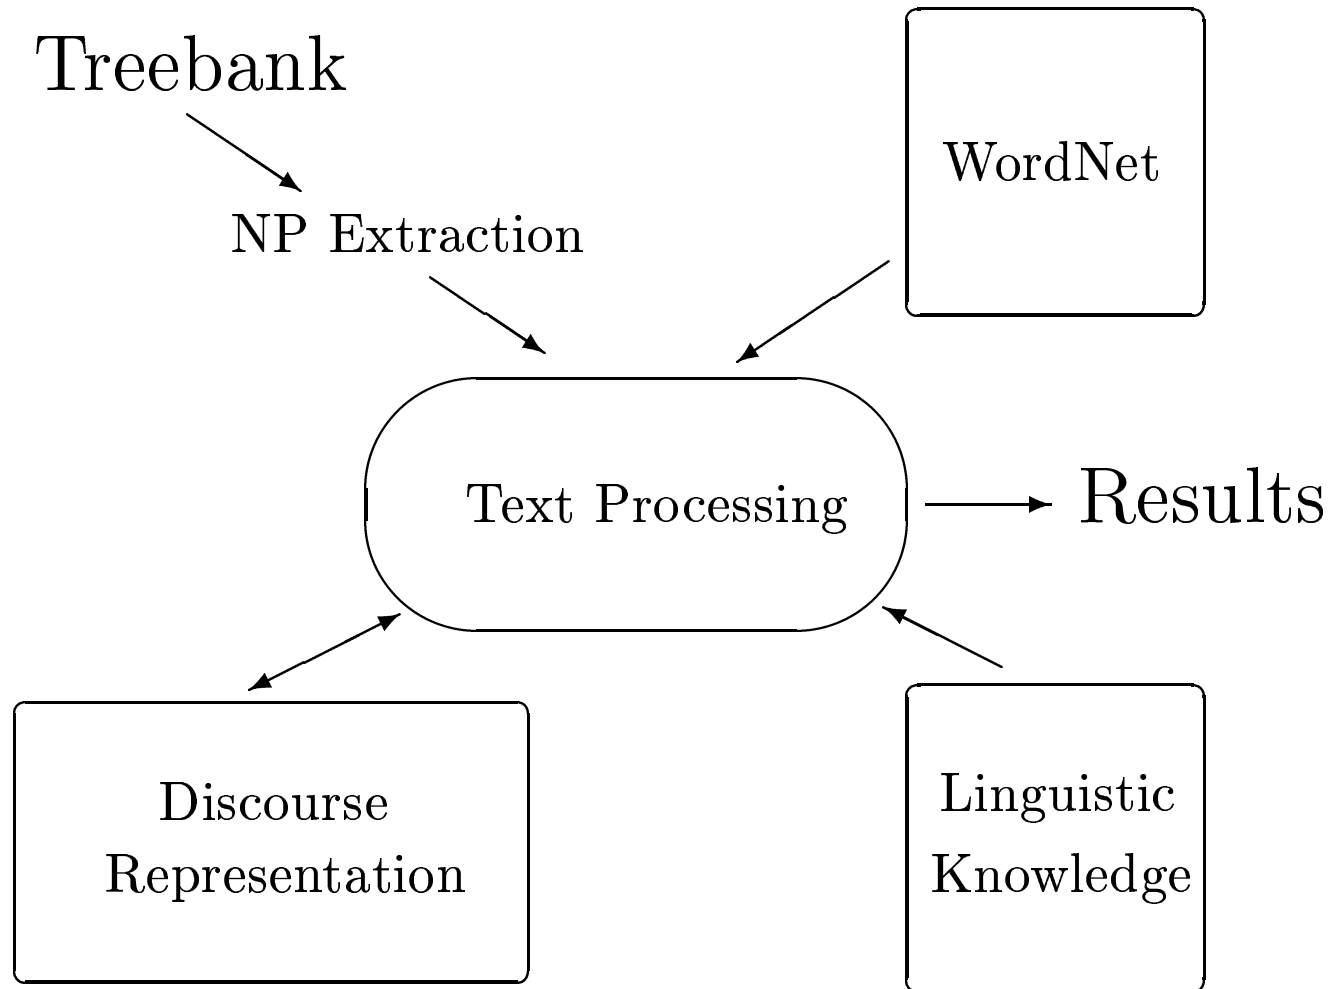 Treebank
WordNet
NP Extraction
Text Processing
Results
Discourse
Representation
Linguistic
Knowledge